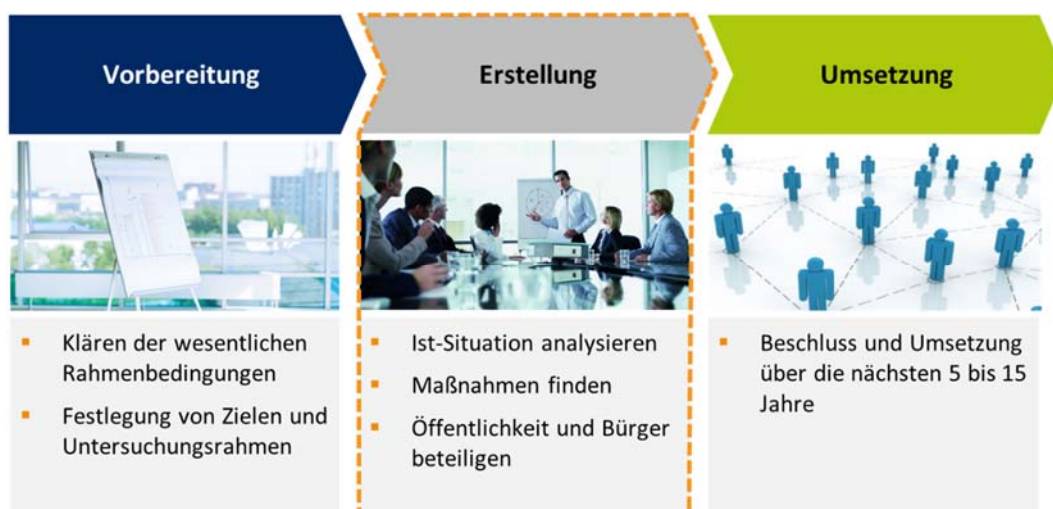 Vorbereitung
Klären der wesentlichen
Rahmenbedingungen
Festlegung von Zielen und
Untersuchungsrahmen
Erstellung
Ist-Situation analysieren
Maßnahmen finden
Öffentlichkeit und Bürger
beteiligen
Umsetzung
Beschluss und Umsetzung
über die nächsten 5 bis 15
Jahre